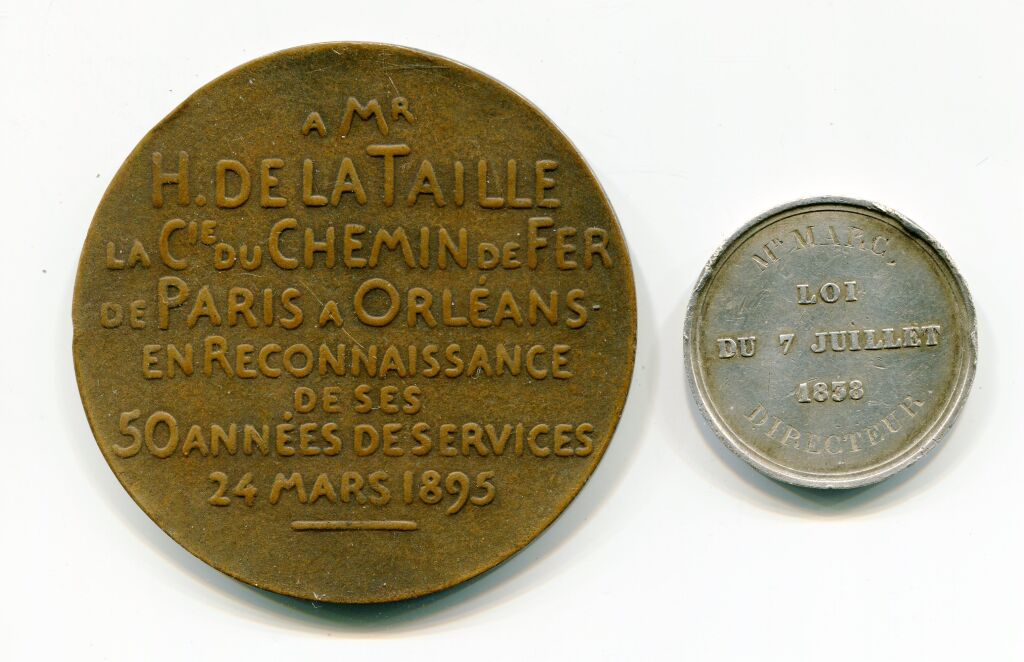 A MR
H. DE LA TAILLE
LA CIE DU CHEMIN DE FER
DE PARIS A ORLÉANS
EN RECONNAISSANCE
DE SES
50 ANNÉES DE SERVICES
24 MARS 1895
Mr. MARC.
LOI
DU 7 JUILLET
1838
DIRECTEUR.